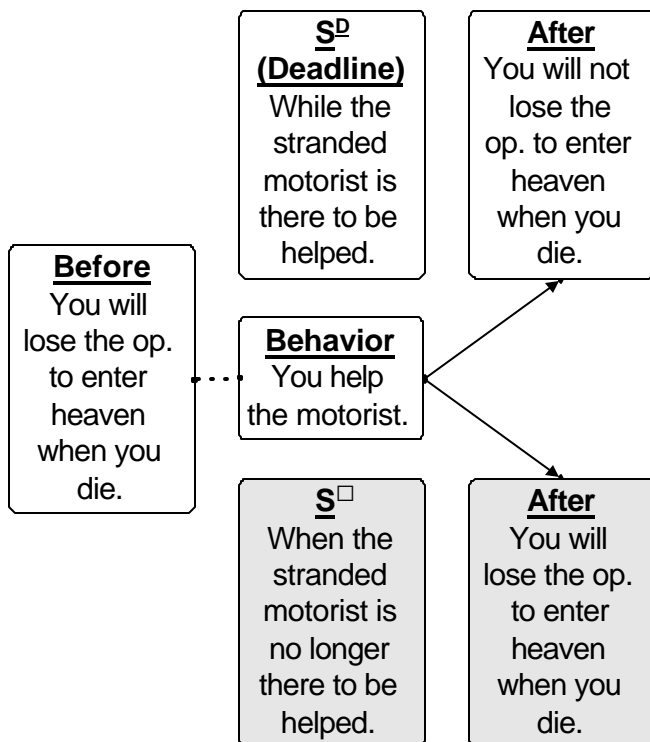 S^D
(Deadline)
While the
stranded
motorist is
there to be
helped.
After
You will not
lose the
op. to enter
heaven
when you
die.
Before
You will
lose the op.
to enter
heaven
when you
die.
Behavior
You help
the motorist.
S□
When the
stranded
motorist is
no longer
there to be
helped.
After
You will
lose the op.
to enter
heaven
when you
die.